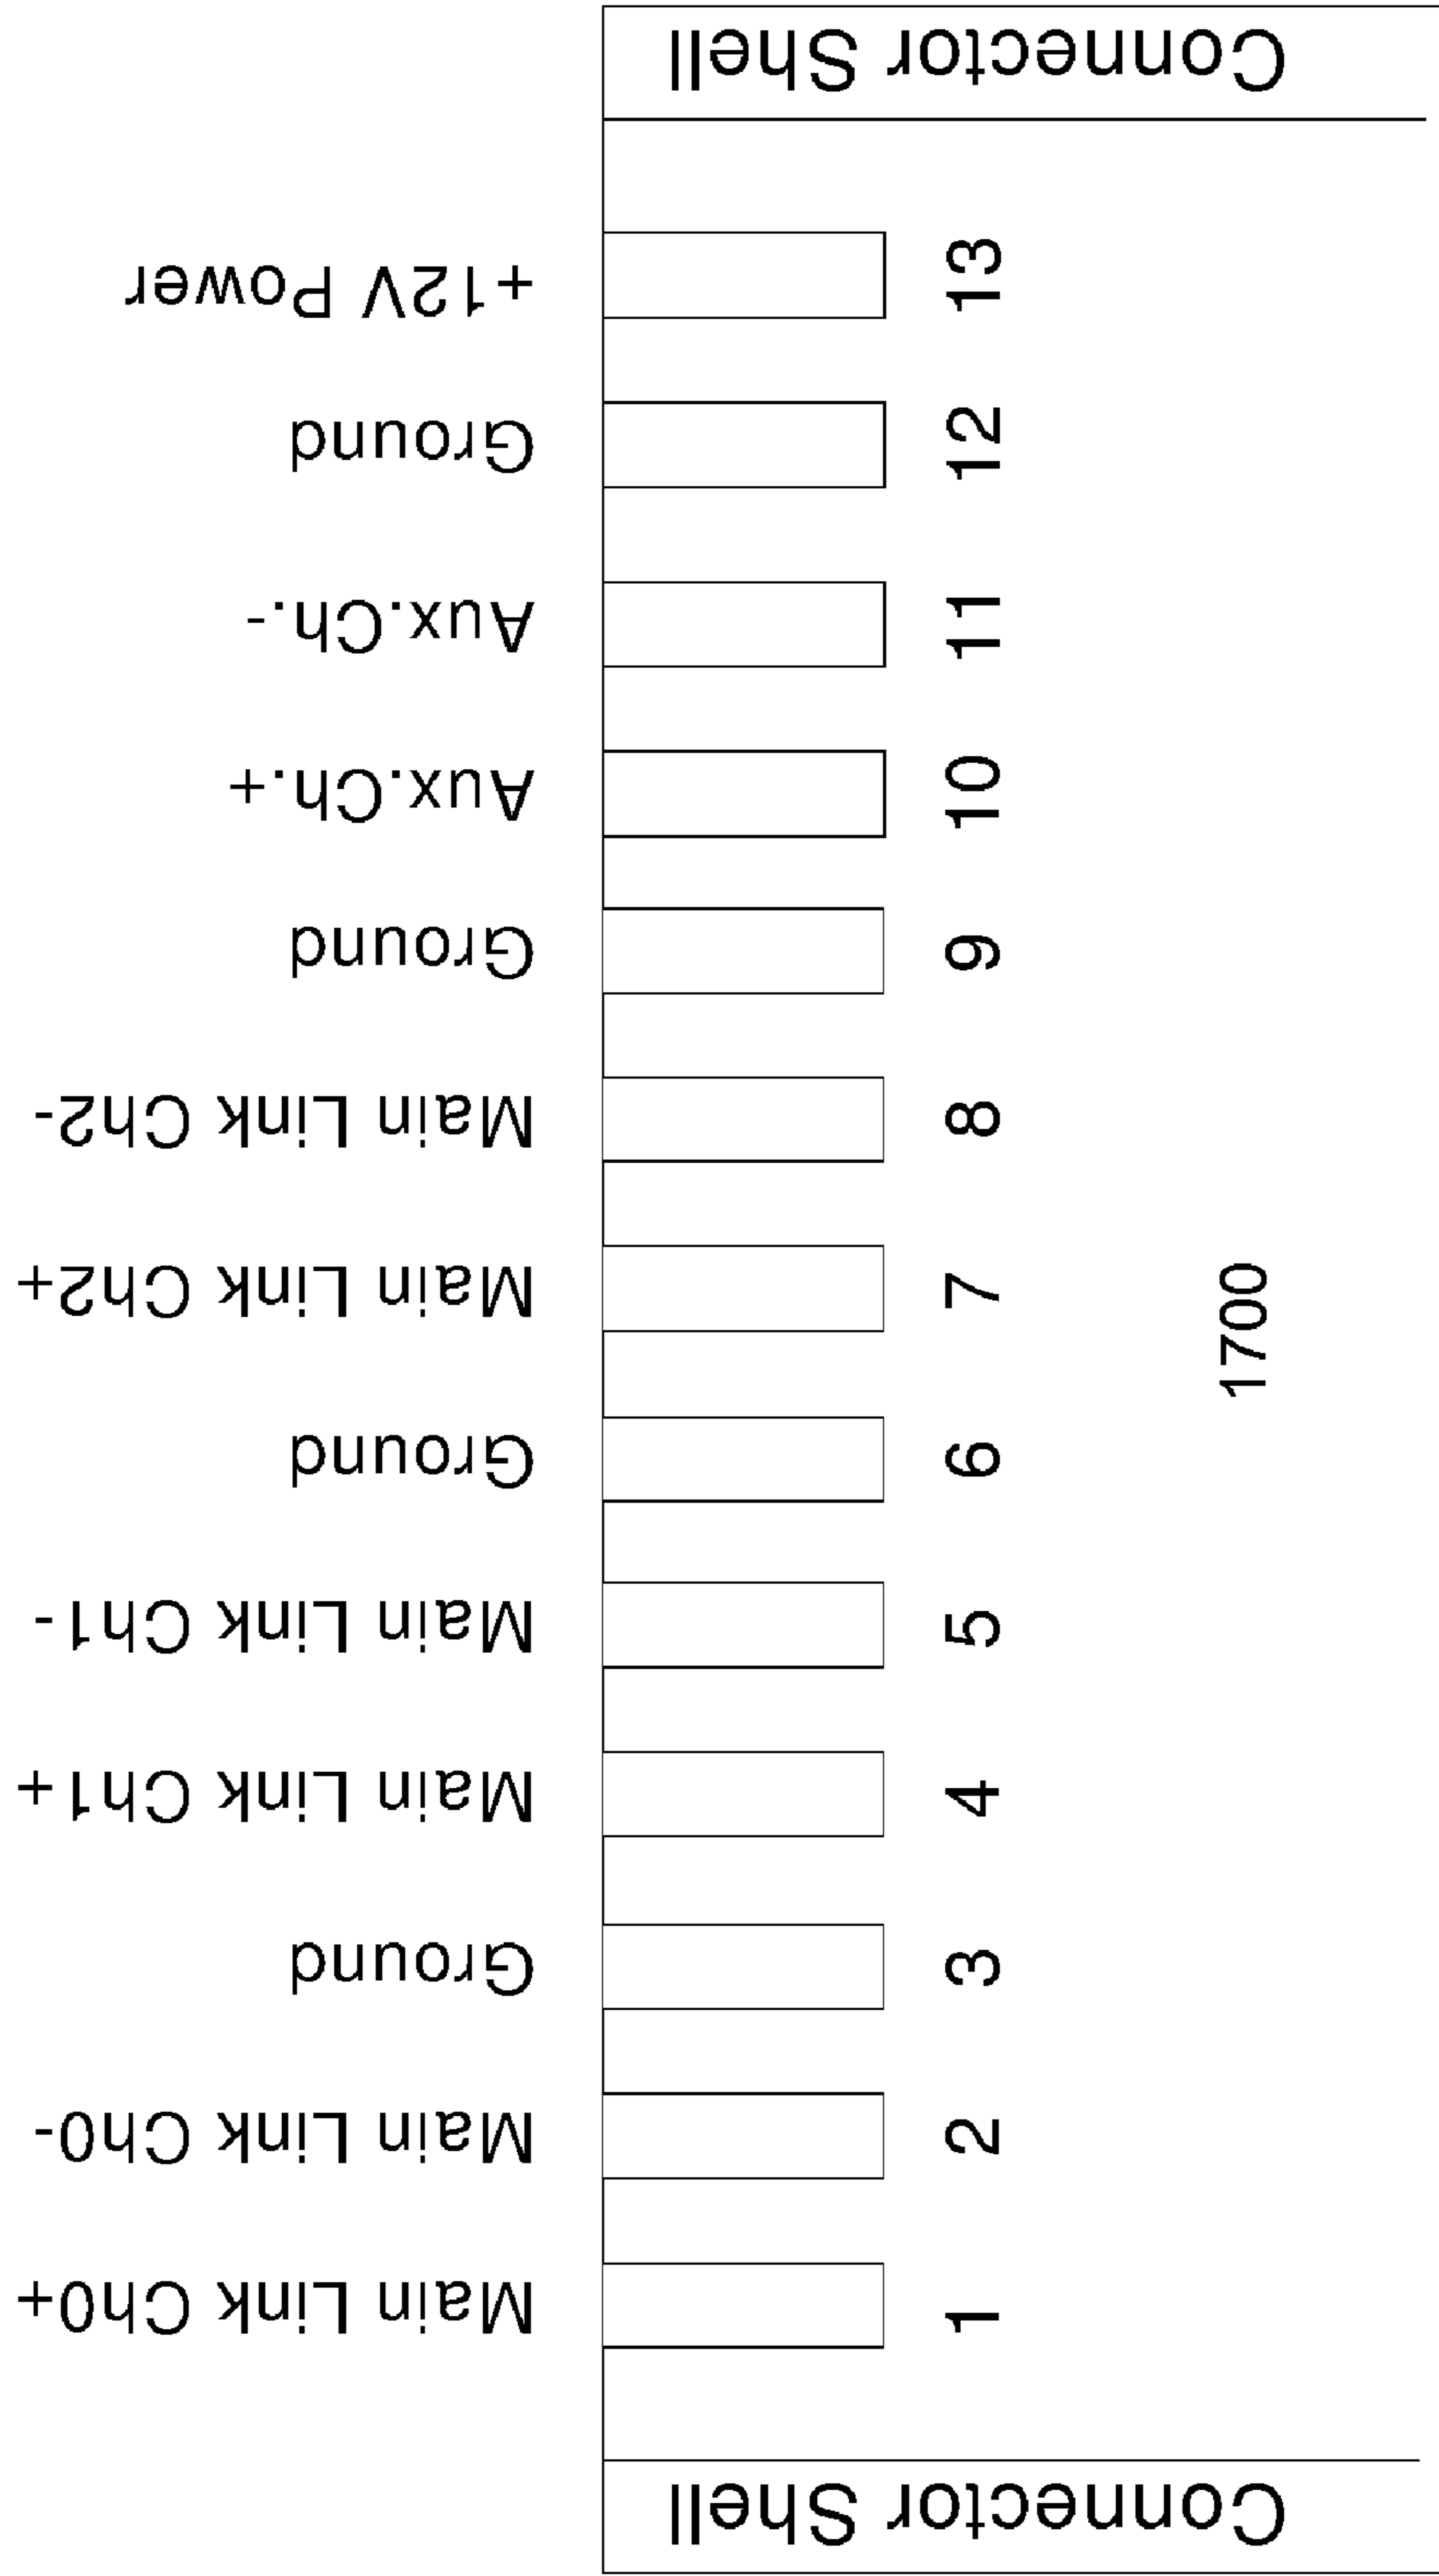 Connector Shell
Main Link Ch0+ 1
Main Link Ch0- 2
Ground 3
Main Link Ch1+ 4
Main Link Ch1- 5
Ground 6
Main Link Ch2+ 7
Main Link Ch2- 8
Ground 9
Aux.Ch.+ 10
Aux.Ch.- 11
Ground 12
+12V Power 13
Connector Shell
1700